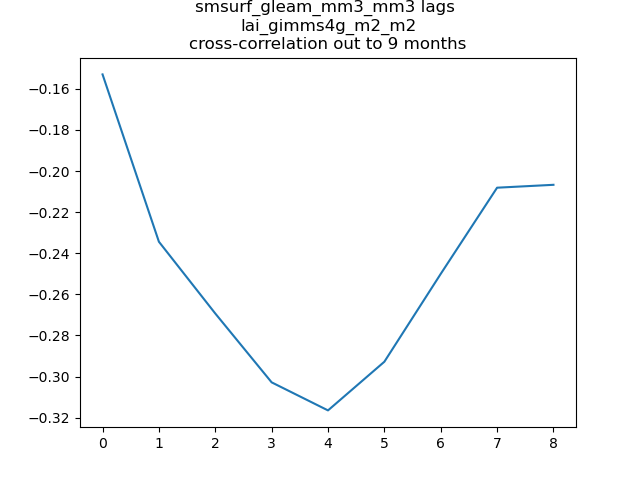 smsurf_gleam_mm3_mm3 lags
lai_gimms4g_m2_m2
cross-correlation out to 9 months
−0.16
−0.18
−0.20
−0.22
−0.24
−0.26
−0.28
−0.30
−0.32
0 1 2 3 4 5 6 7 8